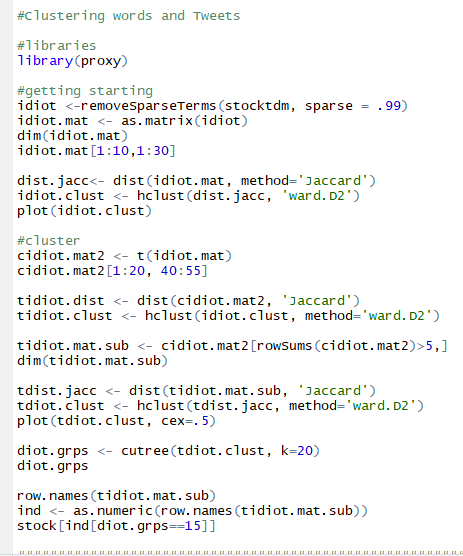 #Clustering words and Tweets
#libraries
library(proxy)
#getting starting
idiot <-removeSparseTerms(stocktdm, sparse = .99)
idiot.mat <- as.matrix(idiot)
dim(idiot.mat)
idiot.mat[1:10,1:30]
dist.jacc<- dist(idiot.mat, method='Jaccard')
idiot.clust <- hclust(dist.jacc, 'ward.D2')
plot(idiot.clust)
#cluster
cidiot.mat2 <- t(idiot.mat)
cidiot.mat2[1:20, 40:55]
tidiot.dist <- dist(cidiot.mat2, 'Jaccard')
tidiot.clust <- hclust(idiot.clust, method='ward.D2')
tidiot.mat.sub <- cidiot.mat2[rowSums(cidiot.mat2)>5,]
dim(tidiot.mat.sub)
tdist.jacc <- dist(tidiot.mat.sub, 'Jaccard')
tdiot.clust <- hclust(tdist.jacc, method='ward.D2')
plot(tdiot.clust, cex=.5)
diot.grps <- cutree(tdiot.clust, k=20)
diot.grps
row.names(tidiot.mat.sub)
ind <- as.numeric(row.names(tidiot.mat.sub))
stock[ind[diot.grps==15]]